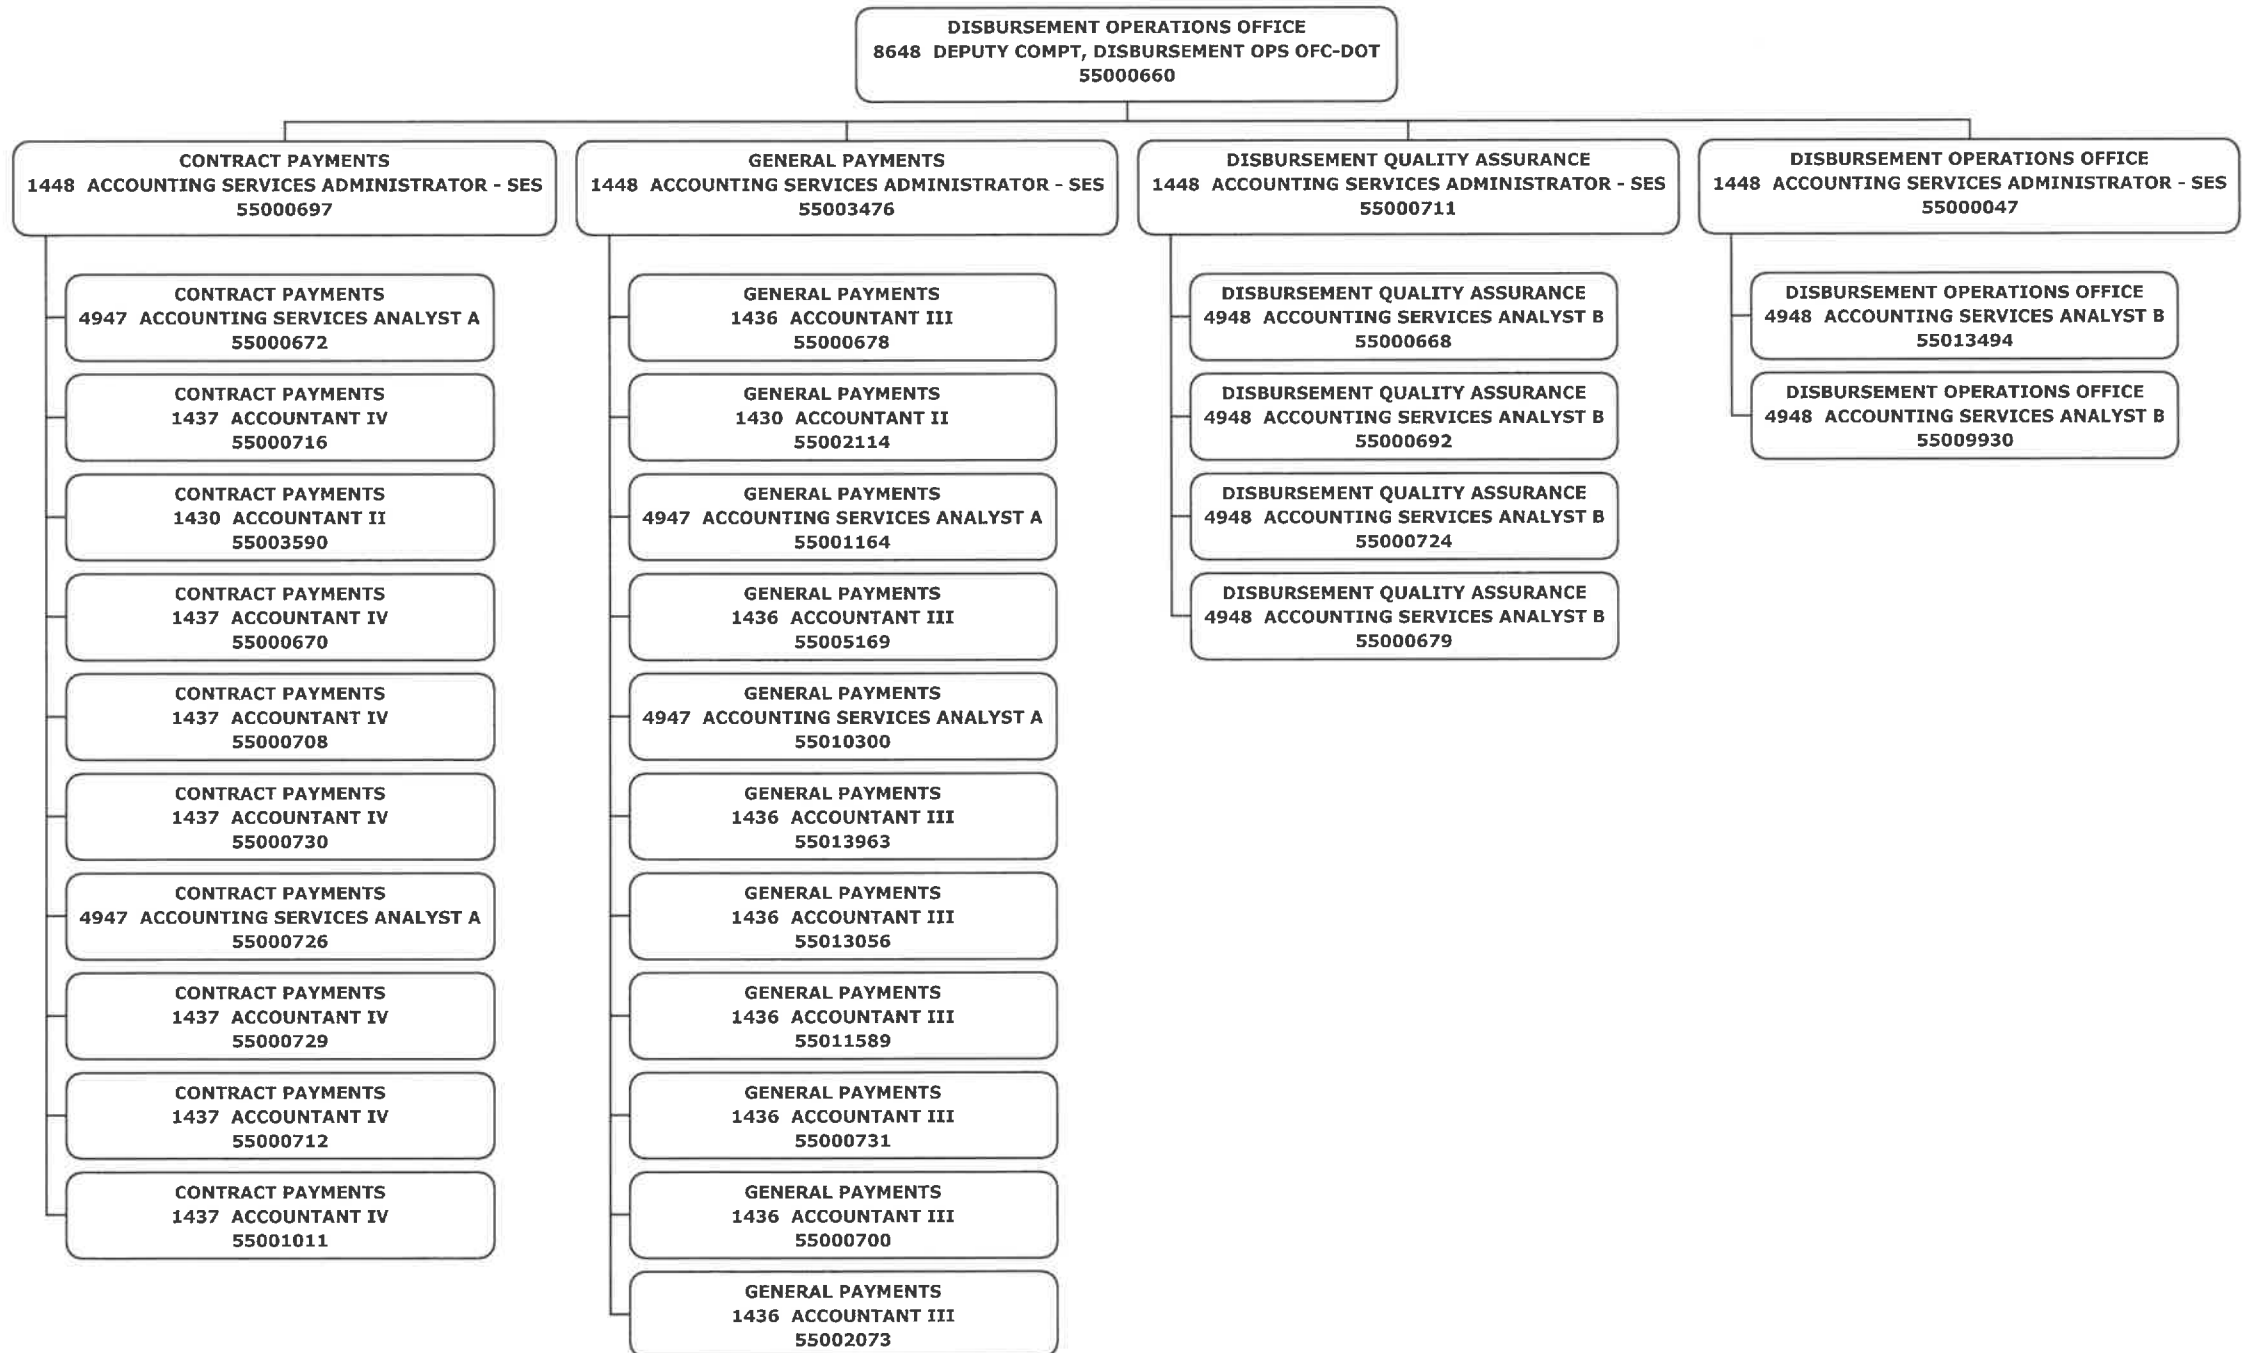 DISBURSEMENT OPERATIONS OFFICE
8648 DEPUTY COMPT, DISBURSEMENT OPS OFC-DOT
55000660
CONTRACT PAYMENTS
1448 ACCOUNTING SERVICES ADMINISTRATOR - SES
55000697
CONTRACT PAYMENTS
4947 ACCOUNTING SERVICES ANALYST A
55000672
CONTRACT PAYMENTS
1437 ACCOUNTANT IV
55000716
CONTRACT PAYMENTS
1430 ACCOUNTANT II
55003590
CONTRACT PAYMENTS
1437 ACCOUNTANT IV
55000670
CONTRACT PAYMENTS
1437 ACCOUNTANT IV
55000708
CONTRACT PAYMENTS
1437 ACCOUNTANT IV
55000730
CONTRACT PAYMENTS
4947 ACCOUNTING SERVICES ANALYST A
55000726
CONTRACT PAYMENTS
1437 ACCOUNTANT IV
55000729
CONTRACT PAYMENTS
1437 ACCOUNTANT IV
55000712
CONTRACT PAYMENTS
1437 ACCOUNTANT IV
55001011
GENERAL PAYMENTS
1448 ACCOUNTING SERVICES ADMINISTRATOR - SES
55003476
GENERAL PAYMENTS
1436 ACCOUNTANT III
55000678
GENERAL PAYMENTS
1430 ACCOUNTANT II
55002114
GENERAL PAYMENTS
4947 ACCOUNTING SERVICES ANALYST A
55001164
GENERAL PAYMENTS
1436 ACCOUNTANT III
55005169
GENERAL PAYMENTS
4947 ACCOUNTING SERVICES ANALYST A
55010300
GENERAL PAYMENTS
1436 ACCOUNTANT III
55013963
GENERAL PAYMENTS
1436 ACCOUNTANT III
55013056
GENERAL PAYMENTS
1436 ACCOUNTANT III
55011589
GENERAL PAYMENTS
1436 ACCOUNTANT III
55000731
GENERAL PAYMENTS
1436 ACCOUNTANT III
55000700
GENERAL PAYMENTS
1436 ACCOUNTANT III
55002073
DISBURSEMENT QUALITY ASSURANCE
1448 ACCOUNTING SERVICES ADMINISTRATOR - SES
55000711
DISBURSEMENT QUALITY ASSURANCE
4948 ACCOUNTING SERVICES ANALYST B
55000668
DISBURSEMENT QUALITY ASSURANCE
4948 ACCOUNTING SERVICES ANALYST B
55000692
DISBURSEMENT QUALITY ASSURANCE
4948 ACCOUNTING SERVICES ANALYST B
55000724
DISBURSEMENT QUALITY ASSURANCE
4948 ACCOUNTING SERVICES ANALYST B
55000679
DISBURSEMENT OPERATIONS OFFICE
1448 ACCOUNTING SERVICES ADMINISTRATOR - SES
55000047
DISBURSEMENT OPERATIONS OFFICE
4948 ACCOUNTING SERVICES ANALYST B
55013494
DISBURSEMENT OPERATIONS OFFICE
4948 ACCOUNTING SERVICES ANALYST B
55009930